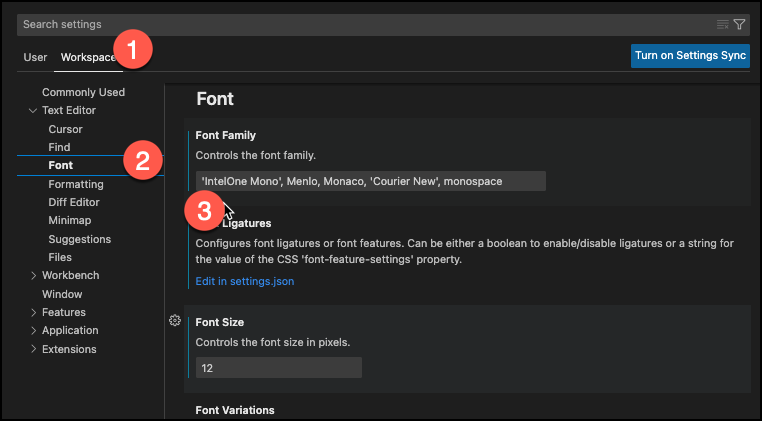 Search settings
User
Workspace
1
Turn on Settings Sync
Commonly Used
Text Editor
Cursor
Find
Font
2
Formatting
Diff Editor
Minimap
Suggestions
Files
Workbench
Window
Features
Application
Extensions
Font
Font Family
Controls the font family.
'IntelOne Mono', Menlo, Monaco, 'Courier New', monospace
3
Ligatures
Configures font ligatures or font features. Can be either a boolean to enable/disable ligatures or a string for
the value of the CSS 'font-feature-settings' property.
Edit in settings.json
Font Size
Controls the font size in pixels.
12
Font Variations